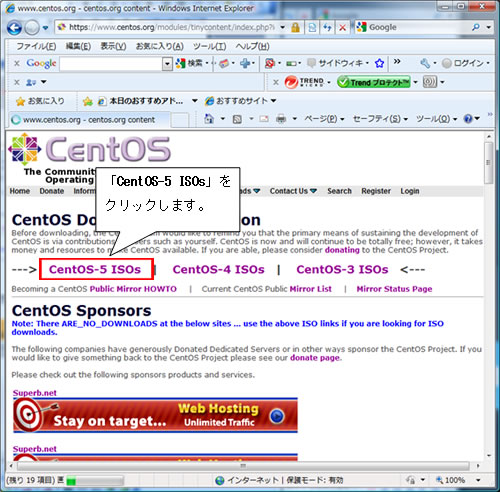 www.centos.org - centos.org content - Windows Internet Explorer
https://www.centos.org/modules/tinycontent/index.php?i
Google
ファイル(F) 編集(E) 表示(V) お気に入り(A) ツール(T) ヘルプ(H)
Google 検索 サイドウィキ ログイン
TREND MICRO Trend プロテクト™
お気に入り 本日のおすすめアド... おすすめサイト
www.centos.org - centos.org content ページ(P) セーフティ(S) ツール(O)
CentOS
The Commun
Operating
「CentOS-5 ISOs」を
クリックします。
Home Donate Inform ads Contact Us Search Register Login
CentOS Do on
Before downloading, the C would like to remind you that the primary means of sustaining the development of
CentOS is via contributions ers such as yourself. CentOS is now and will continue to be totally free; however, it takes
money and resources to CentOS available. If you are able, please consider donating to the CentOS Project.
---> CentOS-5 ISOs | CentOS-4 ISOs | CentOS-3 ISOs <---
Becoming a CentOS Public Mirror HOWTO | Current CentOS Public Mirror List | Mirror Status Page
CentOS Sponsors
Note: There ARE_NO_DOWNLOADS at the below sites ... use the above ISO links if you are looking for ISO
downloads.
The following companies have generously Donated Dedicated Servers or in other ways sponsor the CentOS Project. If you
would like to give something back to the CentOS Project please see our donate page.
Please check out the following sponsors products and services.
Superb.net
Stay on target... Web Hosting
Unlimited Traffic
Superb.net
Web Hosting
(残り 19 項目) 画 インターネット | 保護モード: 有効 100%